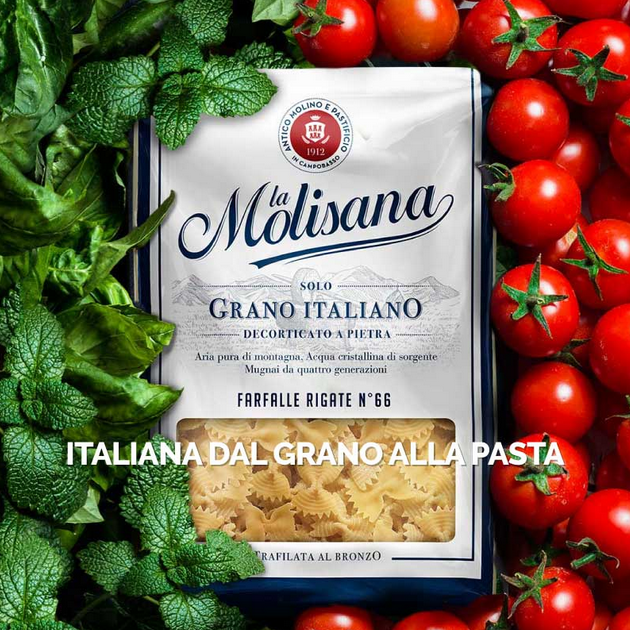 ANTICO MOLINO E PASTIFICIO
1912
IN CAMPOBASSO
la
Molisana
SOLO
GRANO ITALIANO
DECORTICATO A PIETRA
Aria pura di montagna, Acqua cristallina di sorgente
Mugnai da quattro generazioni
FARFALLE RIGATE N°66
ITALIANA DAL GRANO ALLA PASTA
TRAFILATA AL BRONZO